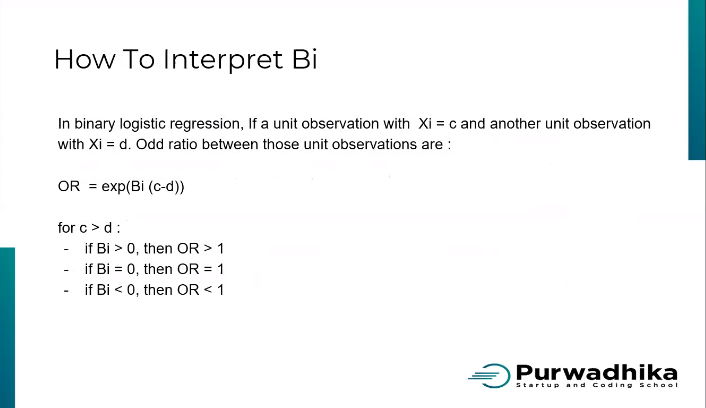 How To Interpret Bi
In binary logistic regression, If a unit observation with Xi = c and another unit observation
with Xi = d. Odd ratio between those unit observations are :
OR = exp(Bi (c-d))
for c > d :
- if Bi > 0, then OR > 1
- if Bi = 0, then OR = 1
- if Bi < 0, then OR < 1
Purwadhika
Startup and Coding School